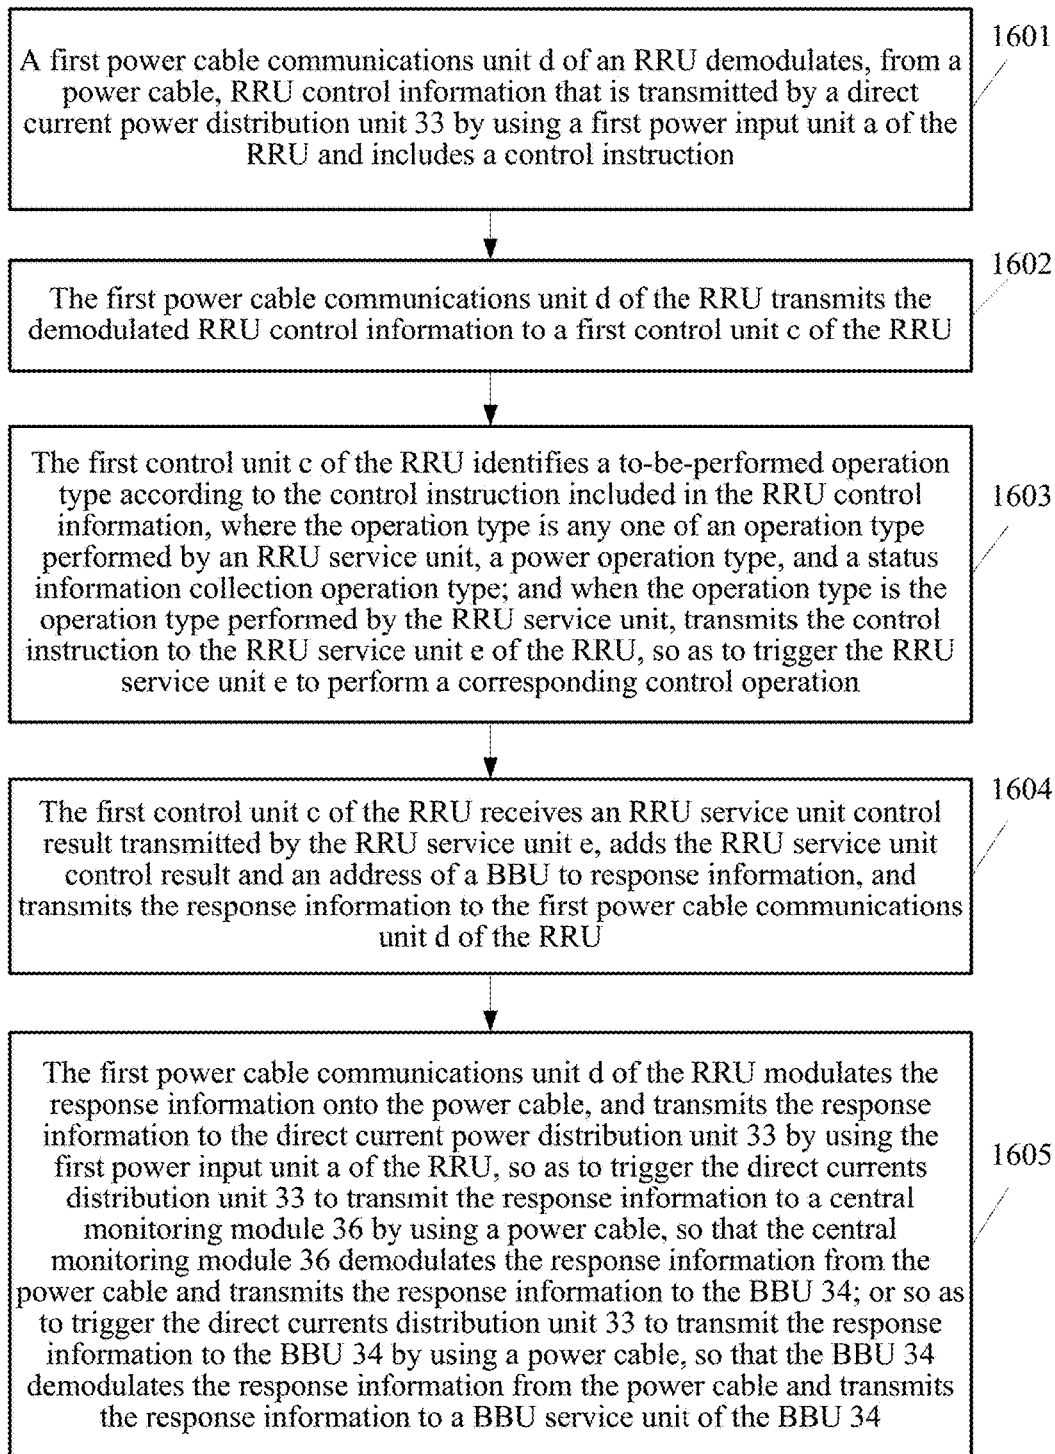 1601
A first power cable communications unit d of an RRU demodulates, from a
power cable, RRU control information that is transmitted by a direct
current power distribution unit 33 by using a first power input unit a of the
RRU and includes a control instruction
1602
The first power cable communications unit d of the RRU transmits the
demodulated RRU control information to a first control unit c of the RRU
1603
The first control unit c of the RRU identifies a to-be-performed operation
type according to the control instruction included in the RRU control
information, where the operation type is any one of an operation type
performed by an RRU service unit, a power operation type, and a status
information collection operation type; and when the operation type is the
operation type performed by the RRU service unit, transmits the control
instruction to the RRU service unit e of the RRU, so as to trigger the RRU
service unit e to perform a corresponding control operation
1604
The first control unit c of the RRU receives an RRU service unit control
result transmitted by the RRU service unit e, adds the RRU service unit
control result and an address of a BBU to response information, and
transmits the response information to the first power cable communications
unit d of the RRU
1605
The first power cable communications unit d of the RRU modulates the
response information onto the power cable, and transmits the response
information to the direct current power distribution unit 33 by using the
first power input unit a of the RRU, so as to trigger the direct currents
distribution unit 33 to transmit the response information to a central
monitoring module 36 by using a power cable, so that the central
monitoring module 36 demodulates the response information from the
power cable and transmits the response information to the BBU 34; or so as
to trigger the direct currents distribution unit 33 to transmit the response
information to the BBU 34 by using a power cable, so that the BBU 34
demodulates the response information from the power cable and transmits
the response information to a BBU service unit of the BBU 34